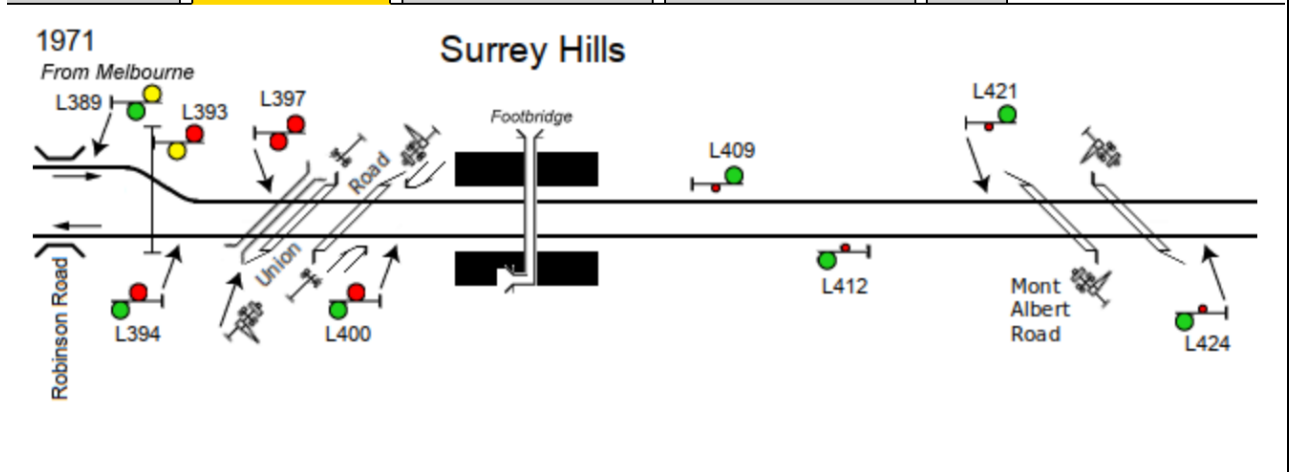 1971
Surrey Hills
From Melbourne
L389
L393
L397
Road
Footbridge
L409
L421
Union
L412
Mont
Albert
Road
L394
L400
L424
Robinson Road